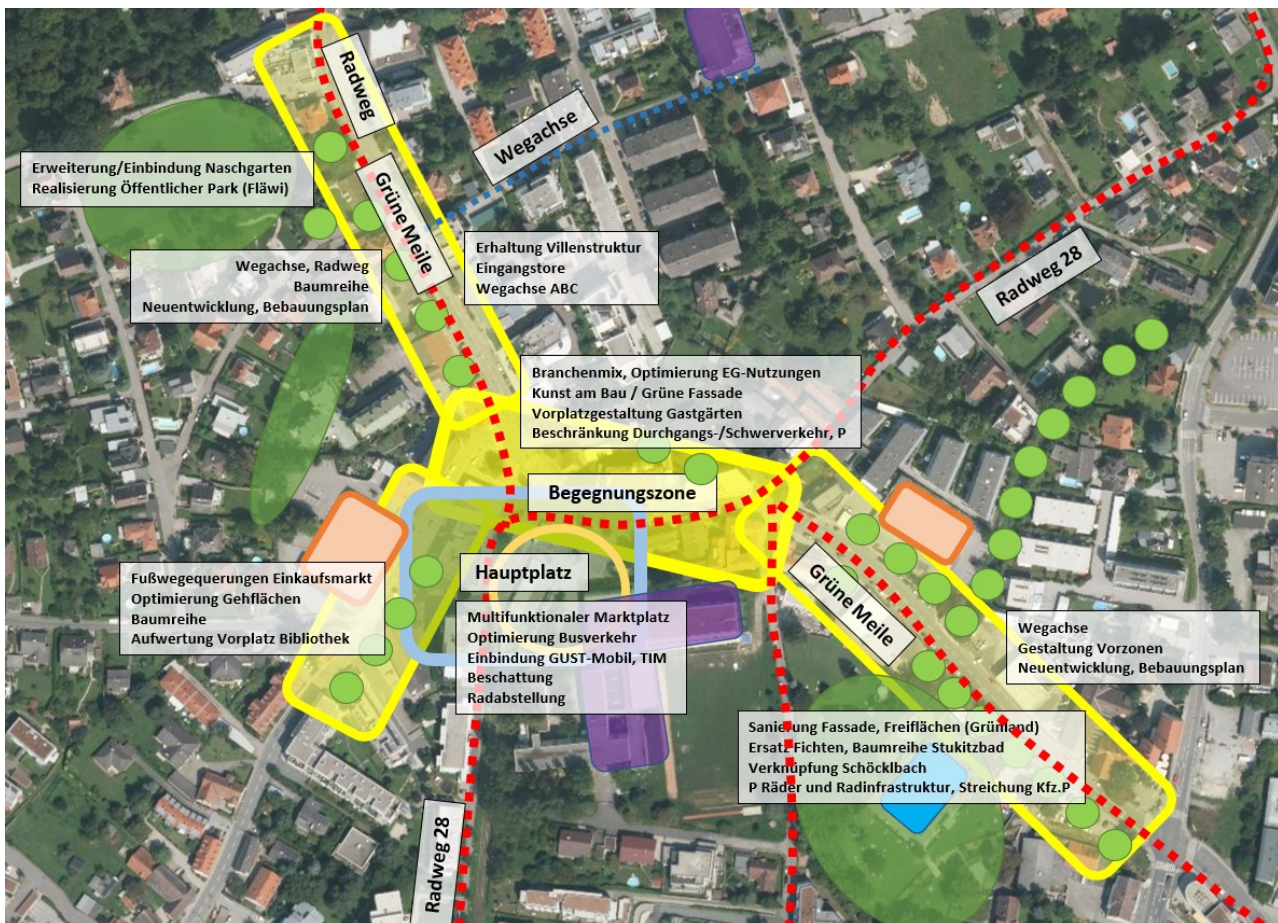 Radweg
Wegachse
Erweiterung/Einbindung Naschgarten
Realisierung Öffentlicher Park (Fläwi)
Grüne Meile
Wegachse, Radweg
Baumreihe
Neuentwicklung, Bebauungsplan
Erhaltung Villenstruktur
Eingangstore
Wegachse ABC
Radweg 28
Branchenmix, Optimierung EG-Nutzungen
Kunst am Bau / Grüne Fassade
Vorplatzgestaltung Gastgärten
Beschränkung Durchgangs-/Schwerverkehr, P
Begegnungszone
Hauptplatz
Fußwegequerungen Einkaufsmarkt
Optimierung Gehflächen
Baumreihe
Aufwertung Vorplatz Bibliothek
Multifunktionaler Marktplatz
Optimierung Busverkehr
Einbindung GUST-Mobil, TIM
Beschattung
Radabstellung
Grüne Meile
Wegachse
Gestaltung Vorzonen
Neuentwicklung, Bebauungsplan
Sanierung Fassade, Freiflächen (Grünland)
Ersatz Fichten, Baumreihe Stukitzbad
Verknüpfung Schöcklbach
P Räder und Radinfrastruktur, Streichung Kfz.P
Radweg 28